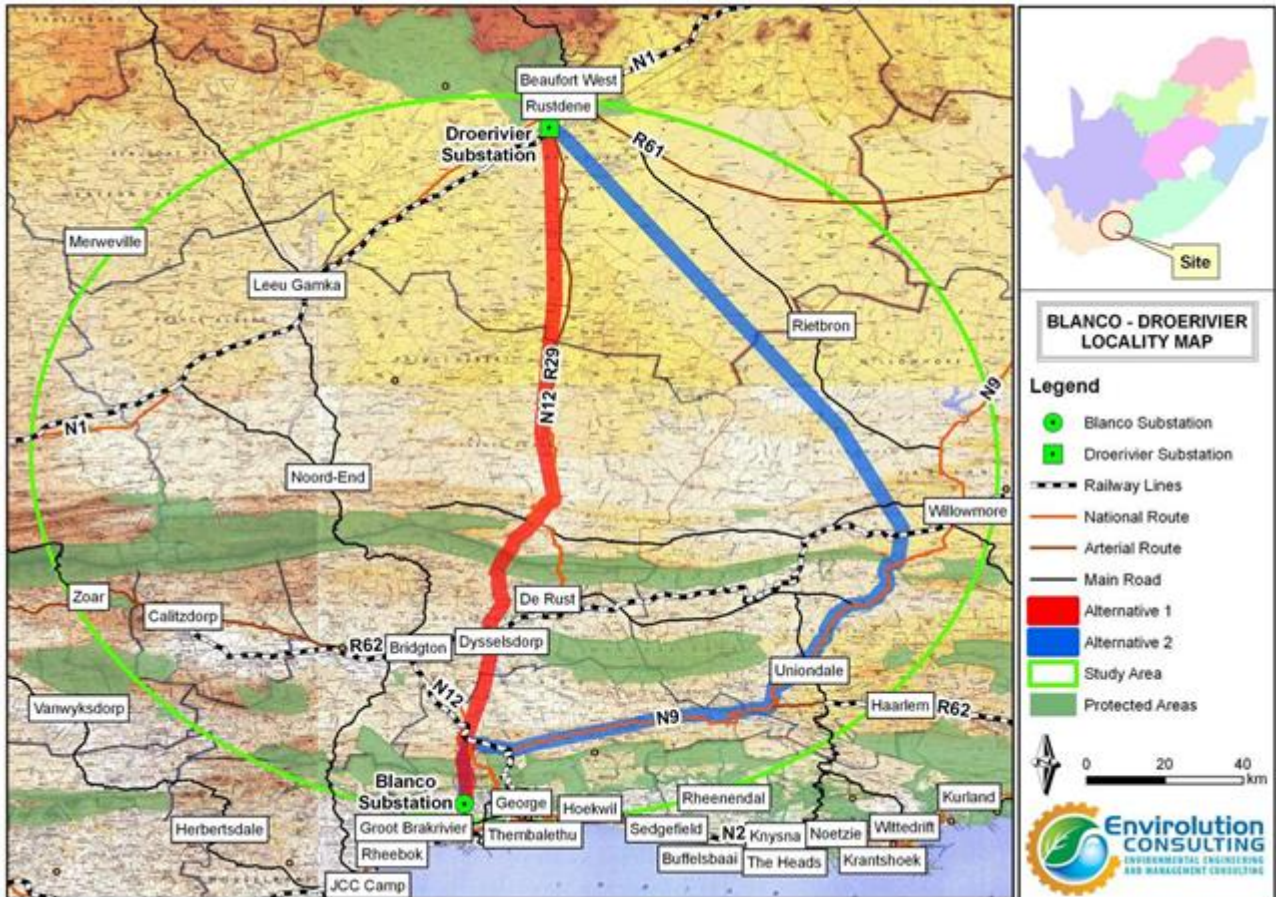 Beaufort West
N1
Rustdene
Droerivier
Substation
R61
Merweville
Leeu Gamka
Rietbron
N12 R29
N9
N1
Noord-End
Willowmore
Zoar
De Rust
Calitzdorp
R62
Bridgton
Dysselsdorp
Uniondale
Vanwyksdorp
N12
N9
Haarlem
R62
Blanco
Substation
George
Hoekwil
Rheenendal
Kurland
Herbertsdale
Groot Brakrivier
Thembalethu
Sedgefield
N2
Knysna
Noetzie
Wittedrift
Rheebok
Buffelsbaai
The Heads
Krantshoek
JCC Camp
Site
BLANCO - DROERIVIER
LOCALITY MAP
Legend
Blanco Substation
Droerivier Substation
Railway Lines
National Route
Arterial Route
Main Road
Alternative 1
Alternative 2
Study Area
Protected Areas
0 20 40
km
Envirolution
CONSULTING
ENVIRONMENTAL ENGINEERING
AND MANAGEMENT CONSULTING